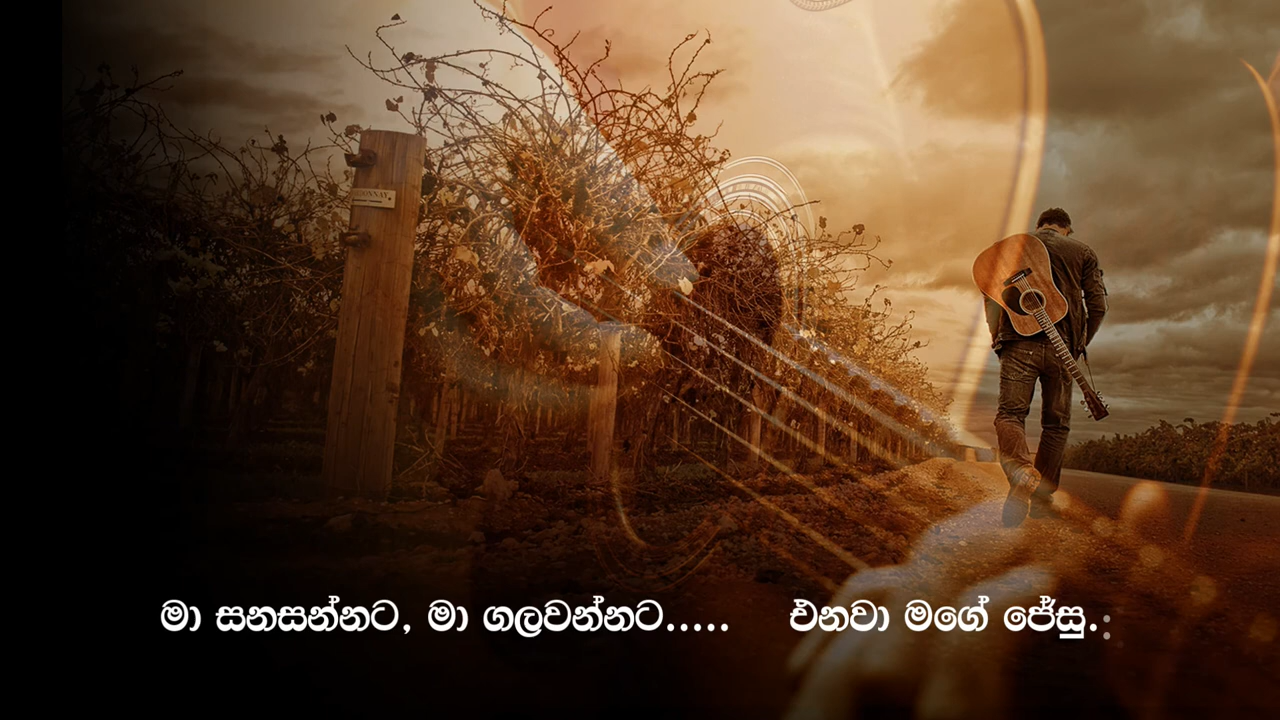 මා සනසන්නට, මා ගලවන්නට..... එනවා මගේ ජේසු.: